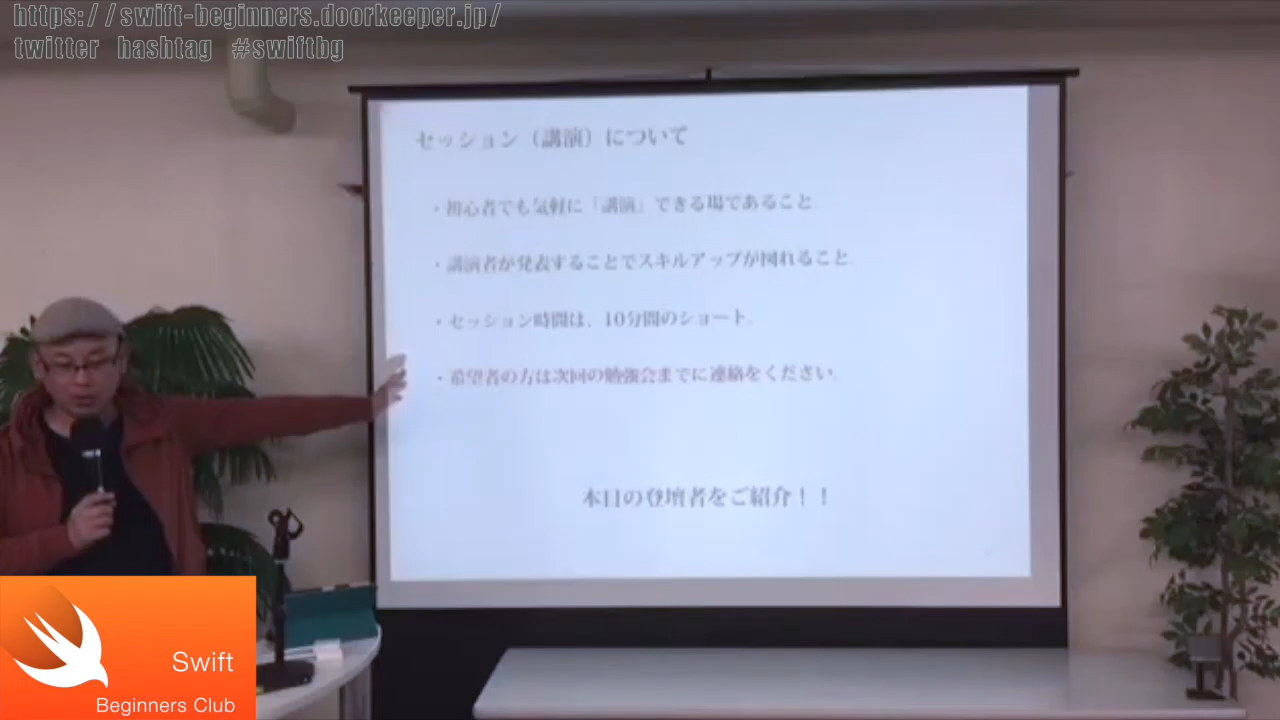 https://swift-beginners.doorkeeper.jp/
twitter hashtag #swiftbg
セッション（講演）について
・初心者でも気軽に「講演」できる場であること。
・講演者が発表することでスキルアップが図れること。
・セッション時間は、10分間のショート。
・希望者の方は次回の勉強会までに連絡をください。
本日の登壇者をご紹介！！
Swift
Beginners Club